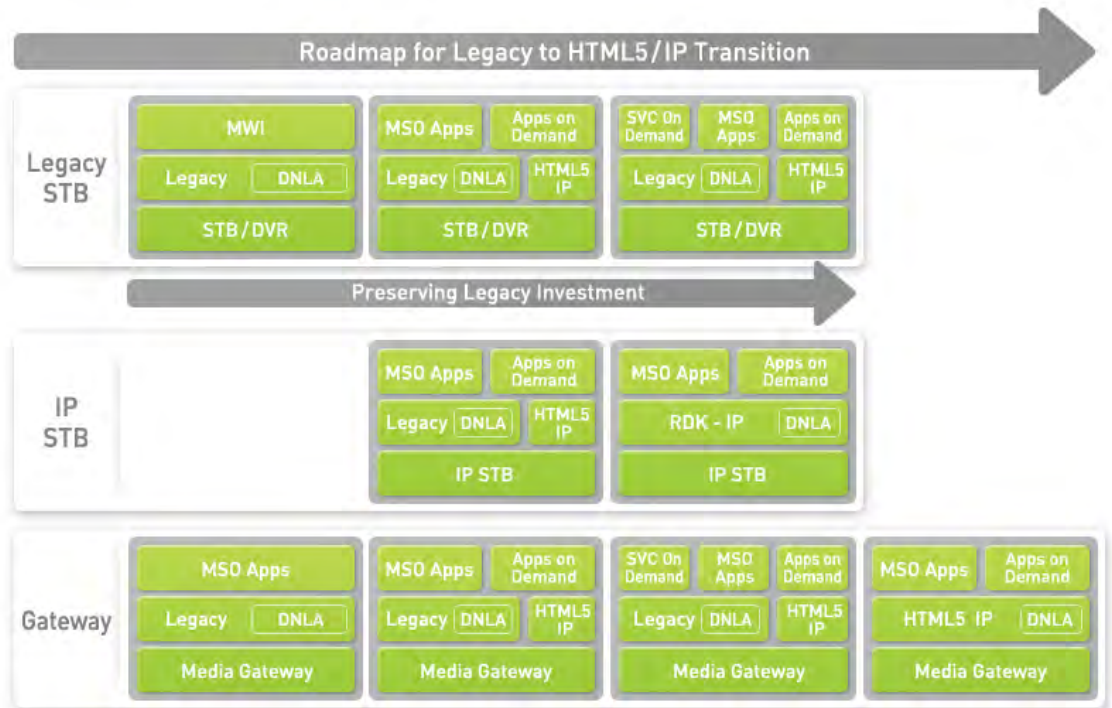 Roadmap for Legacy to HTML5/IP Transition
Legacy
STB
MWI
Legacy DNLA
STB/DVR
MSO Apps
Apps on
Demand
Legacy DNLA
HTML5
IP
STB/DVR
SVC On
Demand
MSO
Apps
Apps on
Demand
Legacy DNLA
HTML5
IP
STB/DVR
Preserving Legacy Investment
IP
STB
MSO Apps
Apps on
Demand
Legacy DNLA
HTML5
IP
IP STB
MSO Apps
Apps on
Demand
RDK - IP DNLA
IP STB
Gateway
MSO Apps
Legacy DNLA
Media Gateway
MSO Apps
Apps on
Demand
Legacy DNLA
HTML5
IP
Media Gateway
SVC On
Demand
MSO
Apps
Apps on
Demand
Legacy DNLA
HTML5
IP
Media Gateway
MSO Apps
Apps on
Demand
HTML5 IP DNLA
Media Gateway